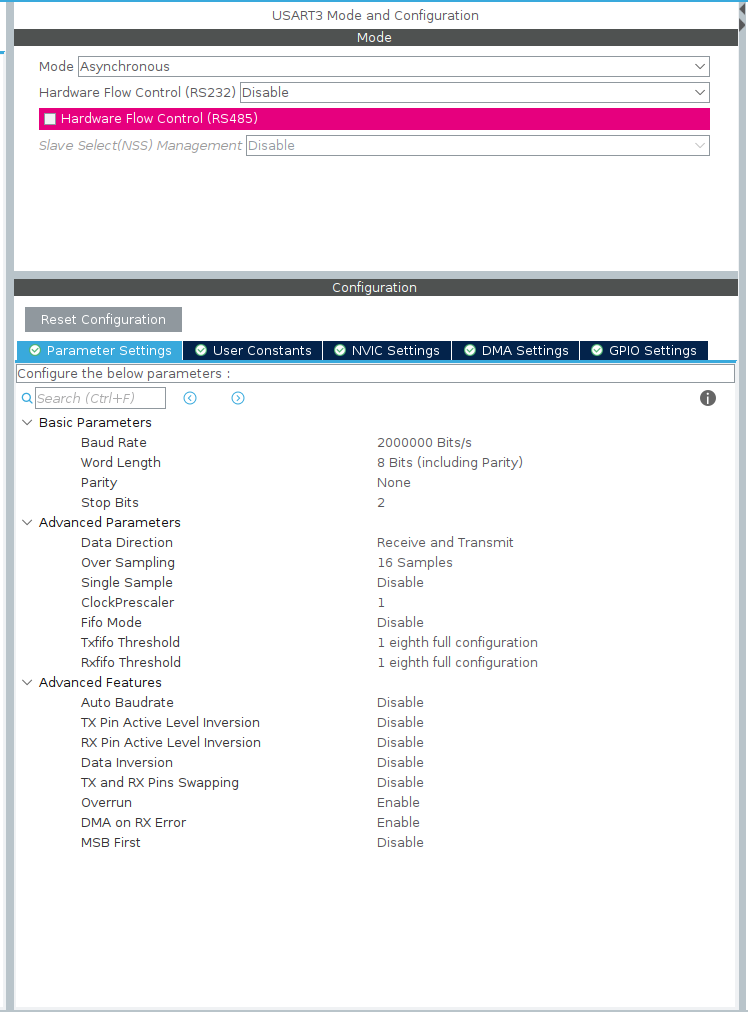 USART3 Mode and Configuration
Mode
Mode Asynchronous
Hardware Flow Control (RS232) Disable
Hardware Flow Control (RS485)
Slave Select(NSS) Management Disable
Configuration
Reset Configuration
Parameter Settings User Constants NVIC Settings DMA Settings GPIO Settings
Configure the below parameters :
Search (Ctrl+F)
Basic Parameters
Baud Rate 2000000 Bits/s
Word Length 8 Bits (including Parity)
Parity None
Stop Bits 2
Advanced Parameters
Data Direction Receive and Transmit
Over Sampling 16 Samples
Single Sample Disable
ClockPrescaler 1
Fifo Mode Disable
Txfifo Threshold 1 eighth full configuration
Rxfifo Threshold 1 eighth full configuration
Advanced Features
Auto Baudrate Disable
TX Pin Active Level Inversion Disable
RX Pin Active Level Inversion Disable
Data Inversion Disable
TX and RX Pins Swapping Disable
Overrun Enable
DMA on RX Error Enable
MSB First Disable